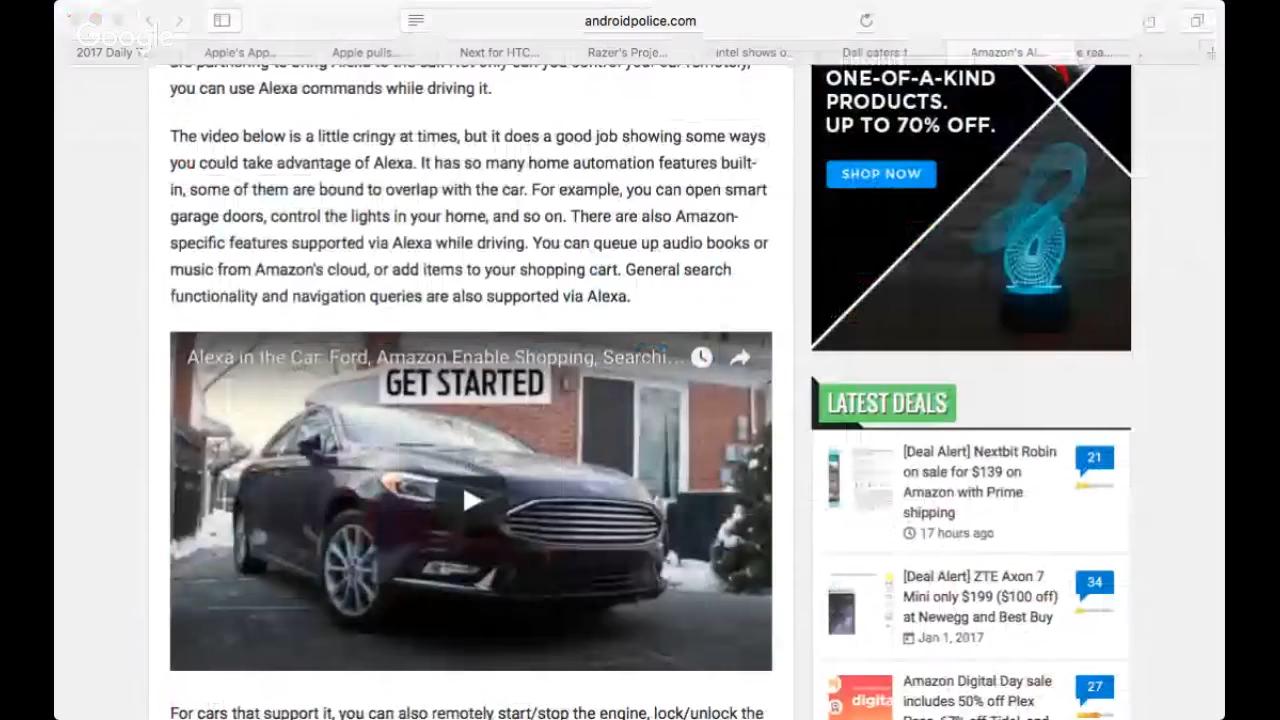 androidpolice.com
Google
2017 Daily
Apple's App...
Apple pulls...
Next for HTC...
Razer's Proje...
Intel shows o...
Dell caters t
Amazon's Al...
you can use Alexa commands while driving it.
The video below is a little cringy at times, but it does a good job showing some ways
you could take advantage of Alexa. It has so many home automation features built-
in, some of them are bound to overlap with the car. For example, you can open smart
garage doors, control the lights in your home, and so on. There are also Amazon-
specific features supported via Alexa while driving. You can queue up audio books or
music from Amazon's cloud, or add items to your shopping cart. General search
functionality and navigation queries are also supported via Alexa.
Alexa in the Car: Ford, Amazon Enable Shopping, Searchi...
GET STARTED
For cars that support it, you can also remotely start/stop the engine, lock/unlock the
ONE-OF-A-KIND
PRODUCTS.
UP TO 70% OFF.
SHOP NOW
LATEST DEALS
[Deal Alert] Nextbit Robin
on sale for $139 on
Amazon with Prime
shipping
17 hours ago
21
[Deal Alert] ZTE Axon 7
Mini only $199 ($100 off)
at Newegg and Best Buy
Jan 1, 2017
34
Amazon Digital Day sale
includes 50% off Plex
27
digita